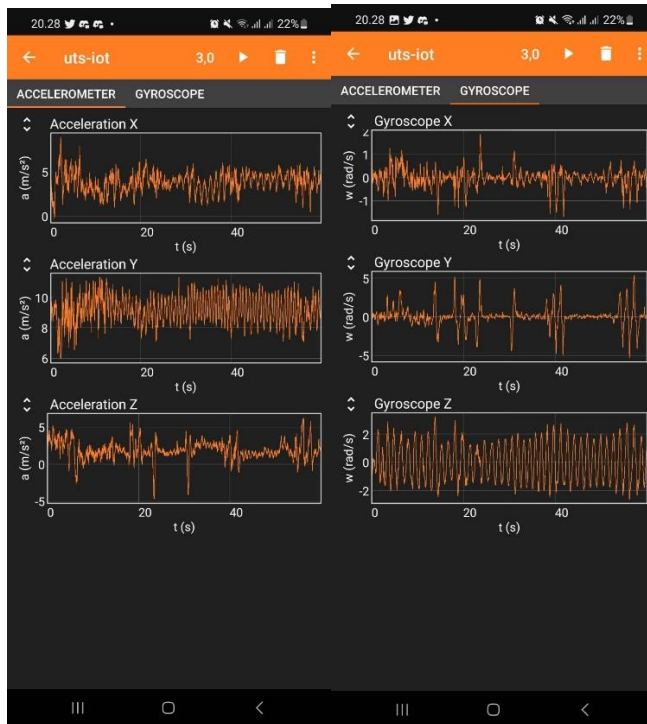 20.28 22%
uts-iot 3,0
ACCELEROMETER GYROSCOPE
Acceleration X
a (m/s²)
5
0
0 20 40
t (s)
Acceleration Y
a (m/s²)
10
8
6
0 20 40
t (s)
Acceleration Z
a (m/s²)
5
0
-5
0 20 40
t (s)
20.28 22%
uts-iot 3,0
ACCELEROMETER GYROSCOPE
Gyroscope X
w (rad/s)
2
1
0
-1
0 20 40
t (s)
Gyroscope Y
w (rad/s)
5
0
-5
0 20 40
t (s)
Gyroscope Z
w (rad/s)
2
0
-2
0 20 40
t (s)